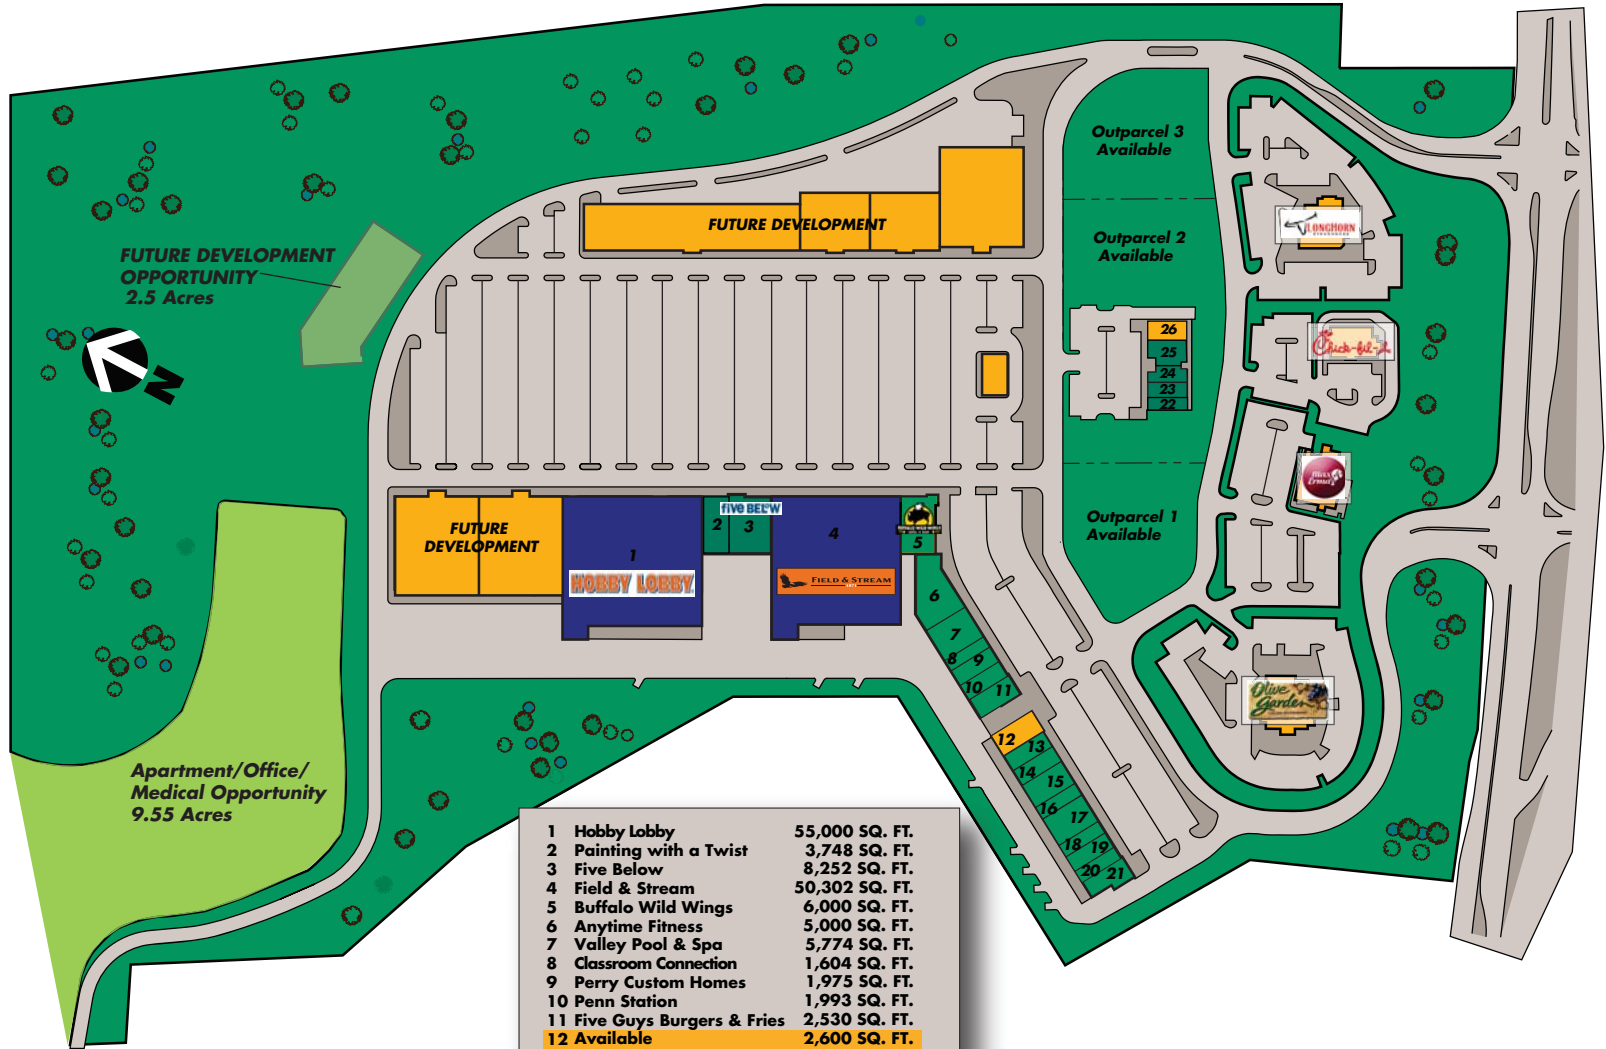 Outparcel 3
Available
LONGHORN
STEAKHOUSE
FUTURE DEVELOPMENT
Outparcel 2
Available
FUTURE DEVELOPMENT
OPPORTUNITY
2.5 Acres
26
25
24
23
22
Chick-fil-A
N
Max
Erma's
FUTURE
DEVELOPMENT
1
HOBBY LOBBY
2
3
five BELOW
4
FIELD & STREAM
BUFFALO WILD WINGS
5
Outparcel 1
Available
6
7
8
9
10
11
12
13
14
15
16
17
18
19
20
21
Olive
Garden
Apartment/Office/
Medical Opportunity
9.55 Acres
1 Hobby Lobby 55,000 SQ. FT.
2 Painting with a Twist 3,748 SQ. FT.
3 Five Below 8,252 SQ. FT.
4 Field & Stream 50,302 SQ. FT.
5 Buffalo Wild Wings 6,000 SQ. FT.
6 Anytime Fitness 5,000 SQ. FT.
7 Valley Pool & Spa 5,774 SQ. FT.
8 Classroom Connection 1,604 SQ. FT.
9 Perry Custom Homes 1,975 SQ. FT.
10 Penn Station 1,993 SQ. FT.
11 Five Guys Burgers & Fries 2,530 SQ. FT.
12 Available 2,600 SQ. FT.